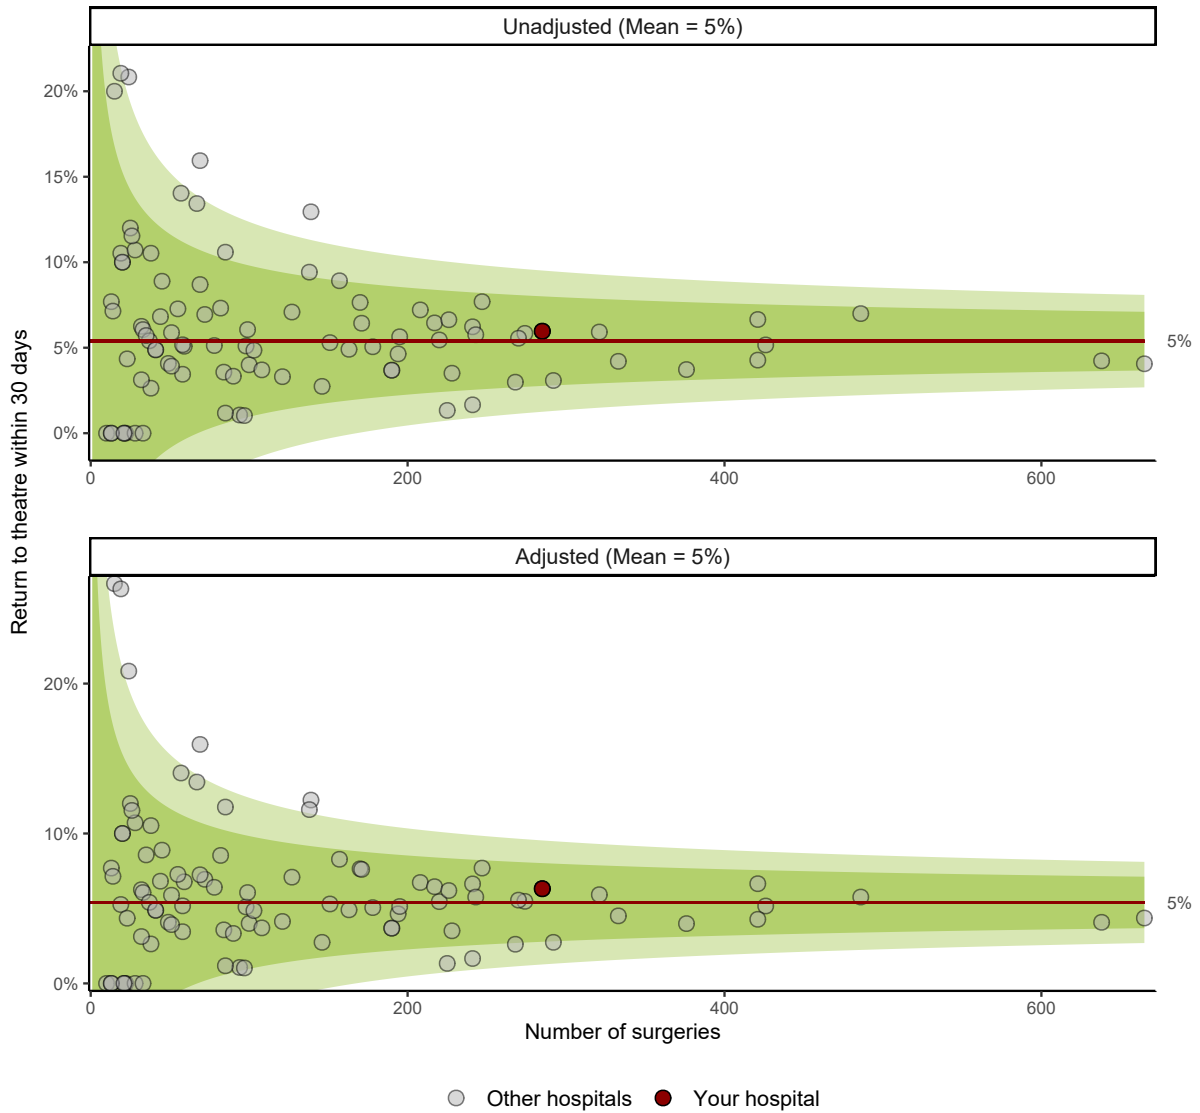 Unadjusted (Mean = 5%)
20%
15%
10%
5%
0%
5%
0 200 400 600
Return to theatre within 30 days
Adjusted (Mean = 5%)
20%
10%
0%
5%
0 200 400 600
Number of surgeries
Other hospitals Your hospital